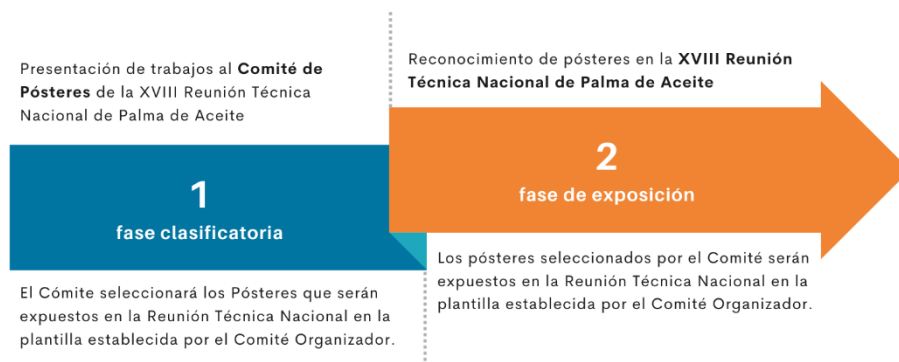 Presentación de trabajos al Comité de
Pósteres de la XVIII Reunión Técnica
Nacional de Palma de Aceite
1
fase clasificatoria
El Cómite seleccionará los Pósteres que serán
expuestos en la Reunión Técnica Nacional en la
plantilla establecida por el Comité Organizador.
Reconocimiento de pósteres en la XVIII Reunión
Técnica Nacional de Palma de Aceite
2
fase de exposición
Los pósteres seleccionados por el Comité serán
expuestos en la Reunión Técnica Nacional en la
plantilla establecida por el Comité Organizador.